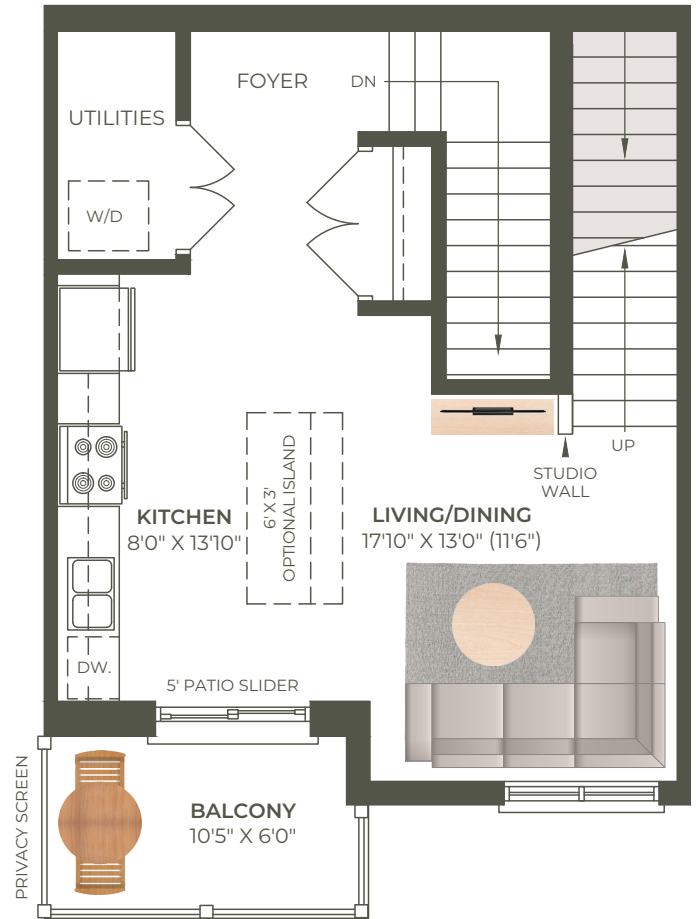 FOYER
DN
UTILITIES
W/D
UP
STUDIO
WALL
6' X 3'
OPTIONAL ISLAND
KITCHEN
8'0" X 13'10"
LIVING/DINING
17'10" X 13'0" (11'6")
DW.
5' PATIO SLIDER
PRIVACY SCREEN
BALCONY
10'5" X 6'0"